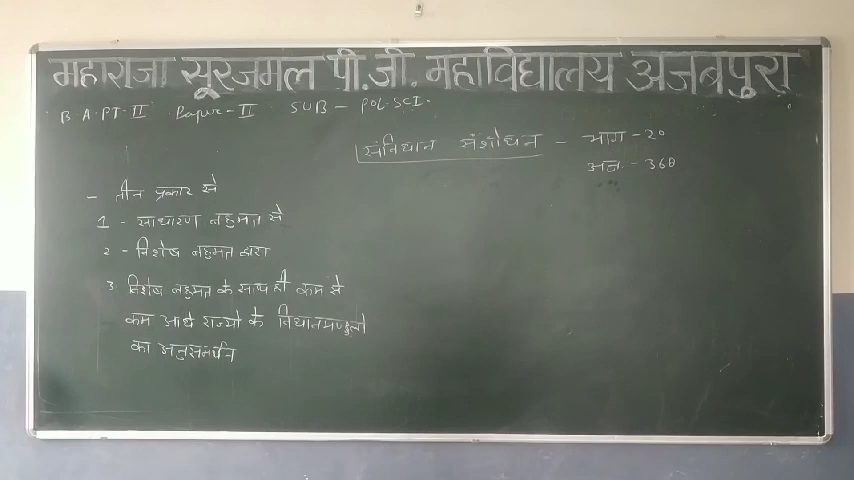 महाराजा सूरजमल पी.जी. महाविद्यालय अजबपुरा
B.A.PT-II Paper-II SUB - POL.SCI.
संविधान संशोधन - भाग - 20
अनु. - 368
- तीन प्रकार से
1 - साधारण बहुमत से
2 - विशेष बहुमत द्वारा
3 विशेष बहुमत के साथ ही कम से
कम आधे राज्यो के विधानमण्डलो
का अनुसमर्थन